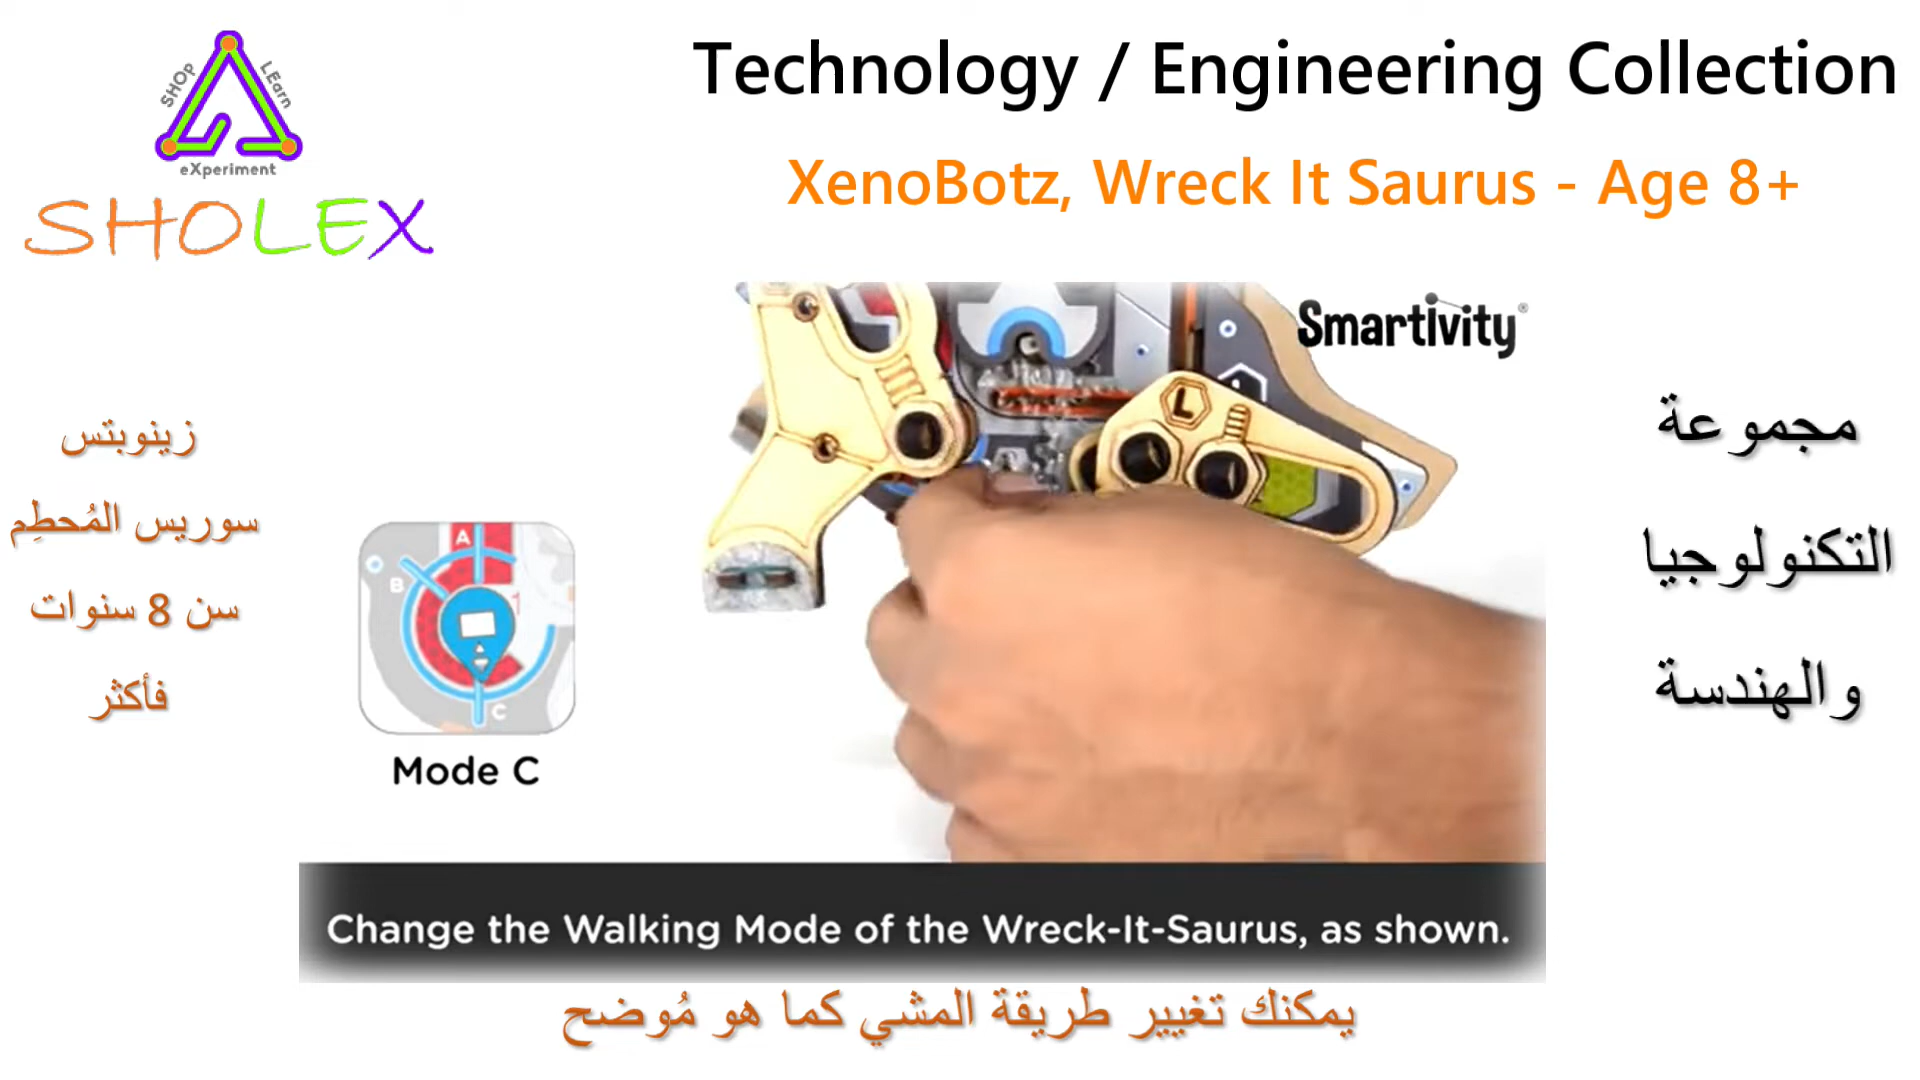 SHOP
LEarn
eXperiment
SHOLEX
Technology / Engineering Collection
XenoBotz, Wreck It Saurus - Age 8+
Smartivity
L
زينوبتس
سوريس المُحطِم
سن 8 سنوات
فأكثر
مجموعة
التكنولوجيا
والهندسة
A
B
C
Mode C
Change the Walking Mode of the Wreck-It-Saurus, as shown.
يمكنك تغيير طريقة المشي كما هو مُوضح